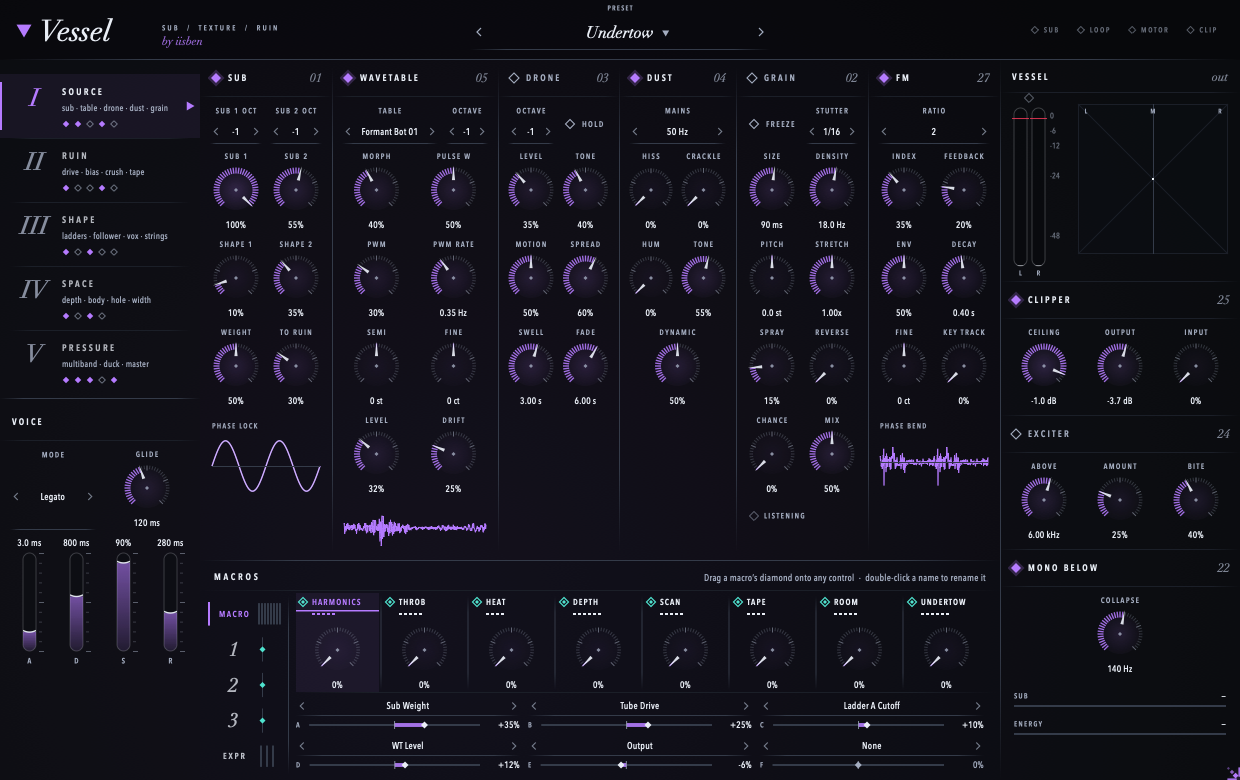 PRESET
Vessel
SUB / TEXTURE / RUIN
by iisben
Undertow
SUB LOOP MOTOR CLIP
I SOURCE
sub · table · drone · dust · grain
II RUIN
drive · bias · crush · tape
III SHAPE
ladders · follower · vox · strings
IV SPACE
depth · body · hole · width
V PRESSURE
multiband · duck · master
VOICE
MODE GLIDE
Legato
120 ms
3.0 ms 800 ms 90% 280 ms
A D S R
SUB 01
SUB 1 OCT SUB 2 OCT
-1 -1
SUB 1 SUB 2
100% 55%
SHAPE 1 SHAPE 2
10% 35%
WEIGHT TO RUIN
50% 30%
PHASE LOCK
WAVETABLE 05
TABLE OCTAVE
Formant Bot 01 -1
MORPH PULSE W
40% 50%
PWM PWM RATE
30% 0.35 Hz
SEMI FINE
0 st 0 ct
LEVEL DRIFT
32% 25%
DRONE 03
OCTAVE
-1 HOLD
LEVEL TONE
35% 40%
MOTION SPREAD
50% 60%
SWELL FADE
3.00 s 6.00 s
DUST 04
MAINS
50 Hz
HISS CRACKLE
0% 0%
HUM TONE
0% 55%
DYNAMIC
50%
GRAIN 02
STUTTER
FREEZE 1/16
SIZE DENSITY
90 ms 18.0 Hz
PITCH STRETCH
0.0 st 1.00x
SPRAY REVERSE
15% 0%
CHANCE MIX
0% 50%
LISTENING
FM 27
RATIO
2
INDEX FEEDBACK
35% 20%
ENV DECAY
50% 0.40 s
FINE KEY TRACK
0 ct 0%
PHASE BEND
VESSEL out
0
-6
-12
-24
-48
L R
L M R
CLIPPER 25
CEILING OUTPUT INPUT
-1.0 dB -3.7 dB 0%
EXCITER 24
ABOVE AMOUNT BITE
6.00 kHz 25% 40%
MONO BELOW 22
COLLAPSE
140 Hz
SUB –
ENERGY –
MACROS
Drag a macro's diamond onto any control · double-click a name to rename it
MACRO
1
2
3
EXPR
HARMONICS THROB HEAT DEPTH SCAN TAPE ROOM UNDERTOW
0% 0% 0% 0% 0% 0% 0% 0%
Sub Weight Tube Drive Ladder A Cutoff
A +35% B +25% C +10%
WT Level Output None
D +12% E -6% F 0%